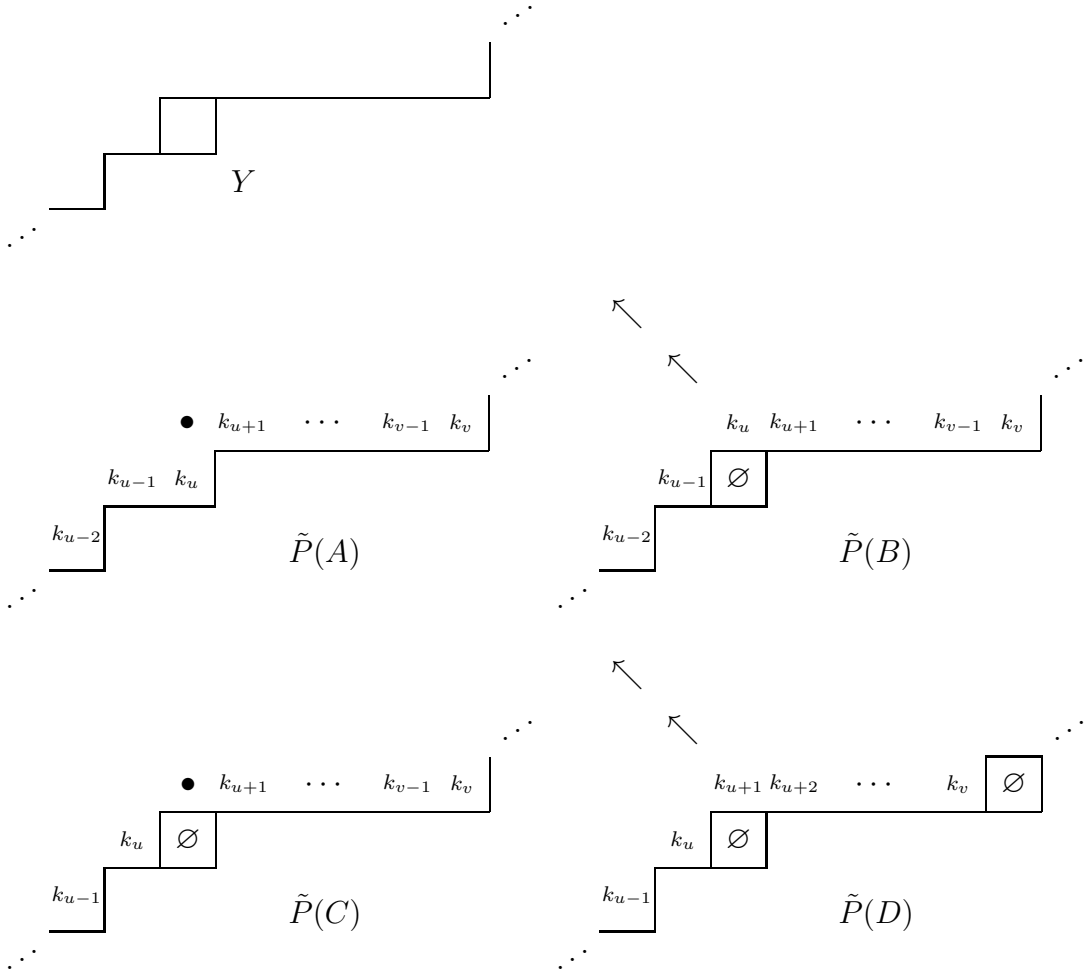 ⋰
Y
⋰
⋰ ⋰
• k_{u+1} ⋯ k_{v-1} k_v k_u k_{u+1} ⋯ k_{v-1} k_v
k_{u-1} k_u k_{u-1} ∅
k_{u-2} P̃(A) k_{u-2} P̃(B)
⋰ ⋰
⋰ ⋰
• k_{u+1} ⋯ k_{v-1} k_v k_{u+1} k_{u+2} ⋯ k_v ∅
k_u ∅ k_u ∅
k_{u-1} P̃(C) k_{u-1} P̃(D)
⋰ ⋰